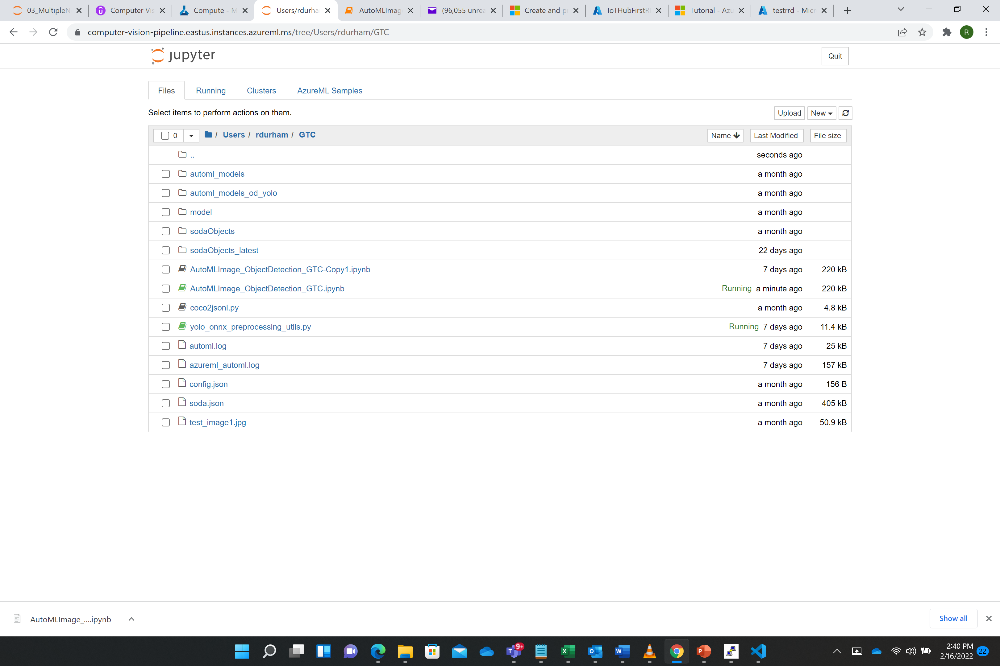 03_MultipleN
Computer Vis
Compute - M
Users/rdurha
AutoMLImag
(96,055 unrea
Create and p
IoTHubFirstR
Tutorial - Azu
testrrd - Micr
computer-vision-pipeline.eastus.instances.azureml.ms/tree/Users/rdurham/GTC
R
jupyter
Quit
Files Running Clusters AzureML Samples
Select items to perform actions on them.
Upload New
0 / Users / rdurham / GTC Name Last Modified File size
.. seconds ago
automl_models a month ago
automl_models_od_yolo a month ago
model a month ago
sodaObjects a month ago
sodaObjects_latest 22 days ago
AutoMLImage_ObjectDetection_GTC-Copy1.ipynb 7 days ago 220 kB
AutoMLImage_ObjectDetection_GTC.ipynb Running a minute ago 220 kB
coco2jsonl.py a month ago 4.8 kB
yolo_onnx_preprocessing_utils.py Running 7 days ago 11.4 kB
automl.log 7 days ago 25 kB
azureml_automl.log 7 days ago 157 kB
config.json a month ago 156 B
soda.json a month ago 405 kB
test_image1.jpg a month ago 50.9 kB
AutoMLImage_....ipynb
Show all
9+
2:40 PM
2/16/2022
22